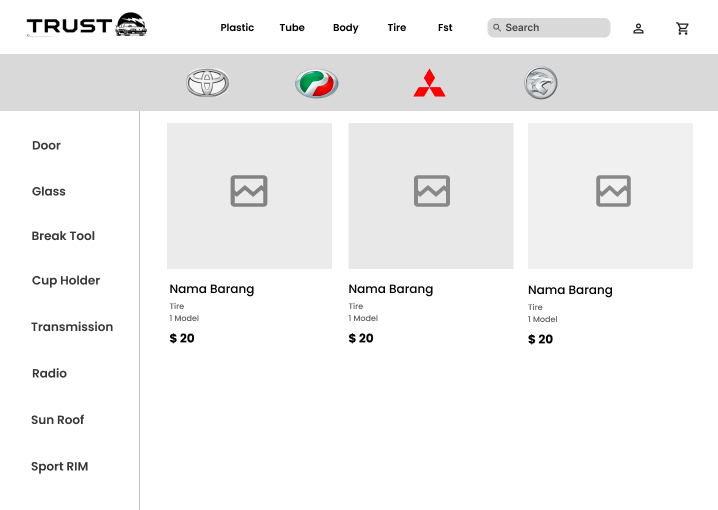 TRUST
Plastic
Tube
Body
Tire
Fst
Search
Door
Glass
Break Tool
Cup Holder
Transmission
Radio
Sun Roof
Sport RIM
Nama Barang
Tire
1 Model
$ 20
Nama Barang
Tire
1 Model
$ 20
Nama Barang
Tire
1 Model
$ 20